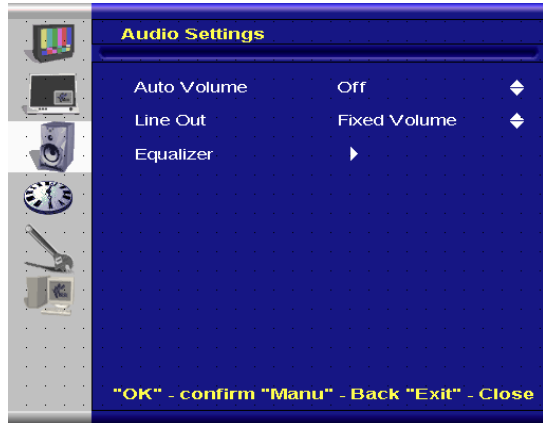 Audio Settings
Auto Volume Off
Line Out Fixed Volume
Equalizer
"OK" - confirm "Manu" - Back "Exit" - Close